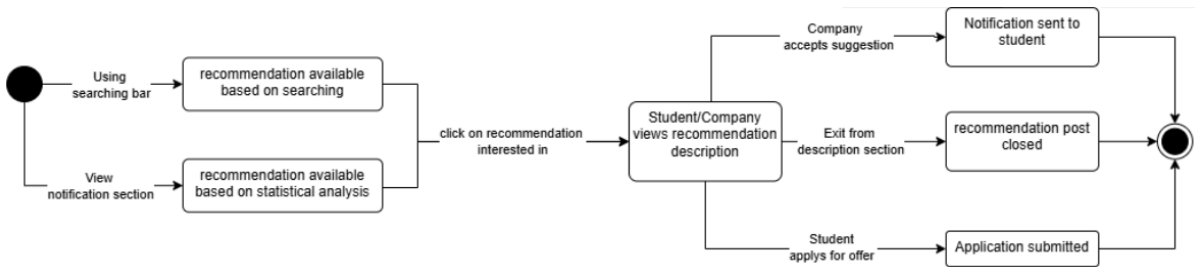 Using
searching bar
recommendation available
based on searching
View
notification section
recommendation available
based on statistical analysis
click on recommendation
interested in
Student/Company
views recommendation
description
Company
accepts suggestion
Notification sent to
student
Exit from
description section
recommendation post
closed
Student
applys for offer
Application submitted